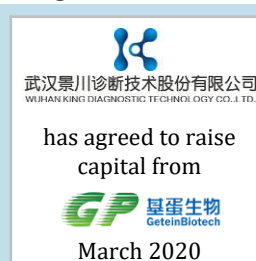 武汉景川诊断技术股份有限公司
WUHAN KING DIAGNOSTIC TECHNOLOGY CO.,LTD.
has agreed to raise
capital from
GP 基蛋生物
GeteinBiotech
March 2020